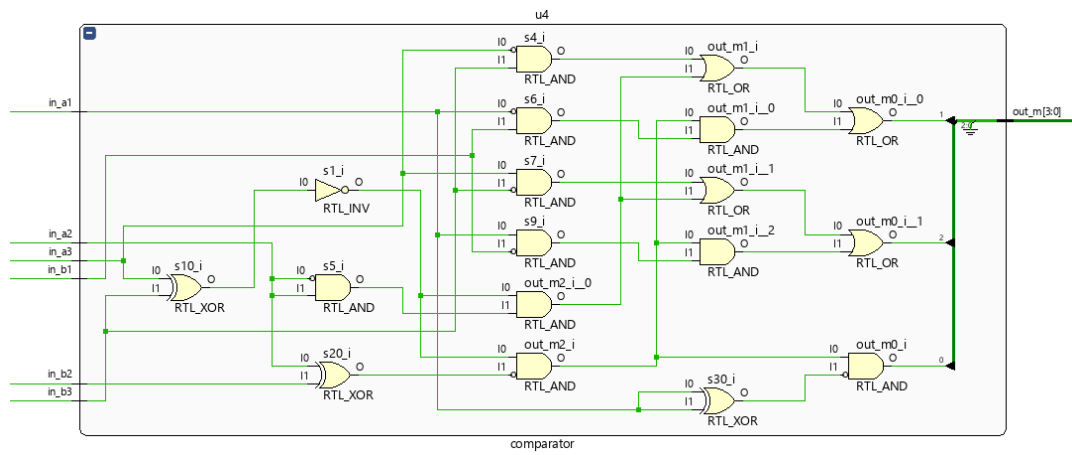 u4
s4_i
I0
I1
O
RTL_AND
out_m1_i
I0
I1
O
RTL_OR
in_a1
s6_i
I0
I1
O
RTL_AND
out_m1_i__0
I0
I1
O
RTL_AND
out_m0_i__0
I0
I1
O
RTL_OR
1
out_m[3:0]
s7_i
I0
I1
O
RTL_AND
s1_i
I0
O
RTL_INV
out_m1_i__1
I0
I1
O
RTL_OR
in_a2
in_a3
in_b1
s9_i
I0
I1
O
RTL_AND
out_m1_i__2
I0
I1
O
RTL_AND
out_m0_i__1
I0
I1
O
RTL_OR
2
s10_i
I0
I1
O
RTL_XOR
s5_i
I0
I1
O
RTL_AND
out_m2_i__0
I0
I1
O
RTL_AND
in_b2
in_b3
s20_i
I0
I1
O
RTL_XOR
out_m2_i
I0
I1
O
RTL_AND
s30_i
I0
I1
O
RTL_XOR
out_m0_i
I0
I1
O
RTL_AND
0
comparator